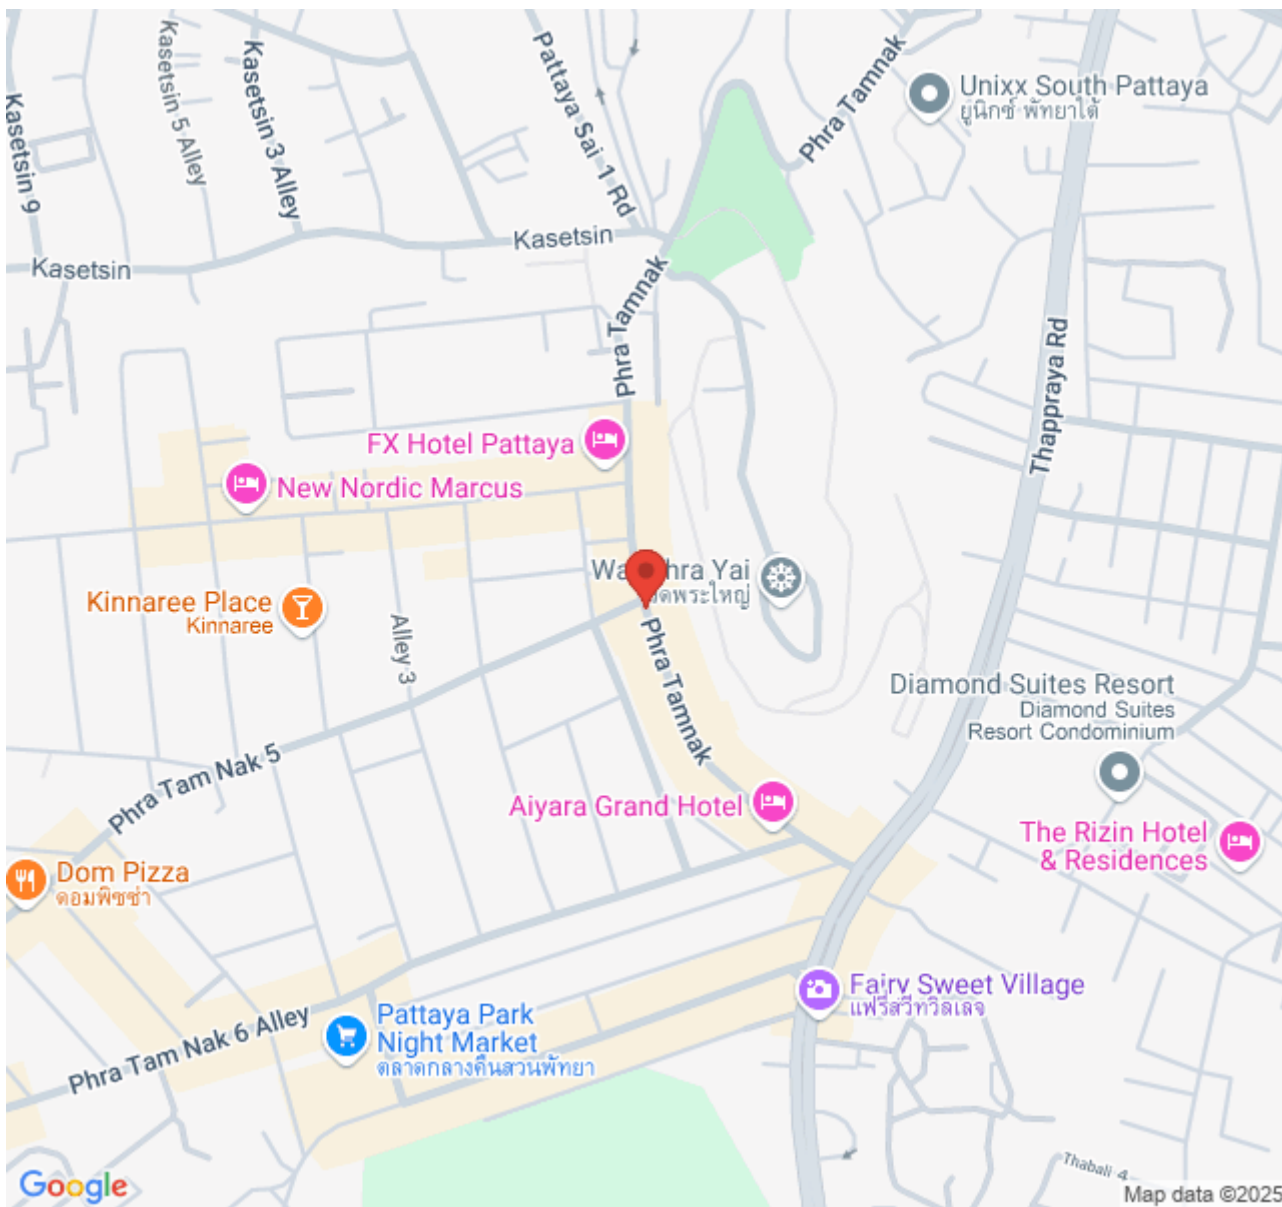 Kasetsin 5 Alley
Kasetsin 3 Alley
Kasetsin 9
Pattaya Sai 1 Rd
Phra Tamnak
Unixx South Pattaya
ยูนิกซ์ พัทยาใต้
Kasetsin
Kasetsin
Phra Tamnak
Thappraya Rd
FX Hotel Pattaya
New Nordic Marcus
Phra Yai
วัดพระใหญ่
Kinnaree Place
Kinnaree
Alley 3
Phra Tamnak
Diamond Suites Resort
Diamond Suites
Resort Condominium
Phra Tam Nak 5
Aiyara Grand Hotel
The Rizin Hotel
& Residences
Dom Pizza
ดอมพิซซ่า
Fairy Sweet Village
แฟรี่สวีทวิลเลจ
Pattaya Park
Night Market
ตลาดกลางคืนสวนพัทยา
Phra Tam Nak 6 Alley
Thabali 4
Google
Map data ©2025